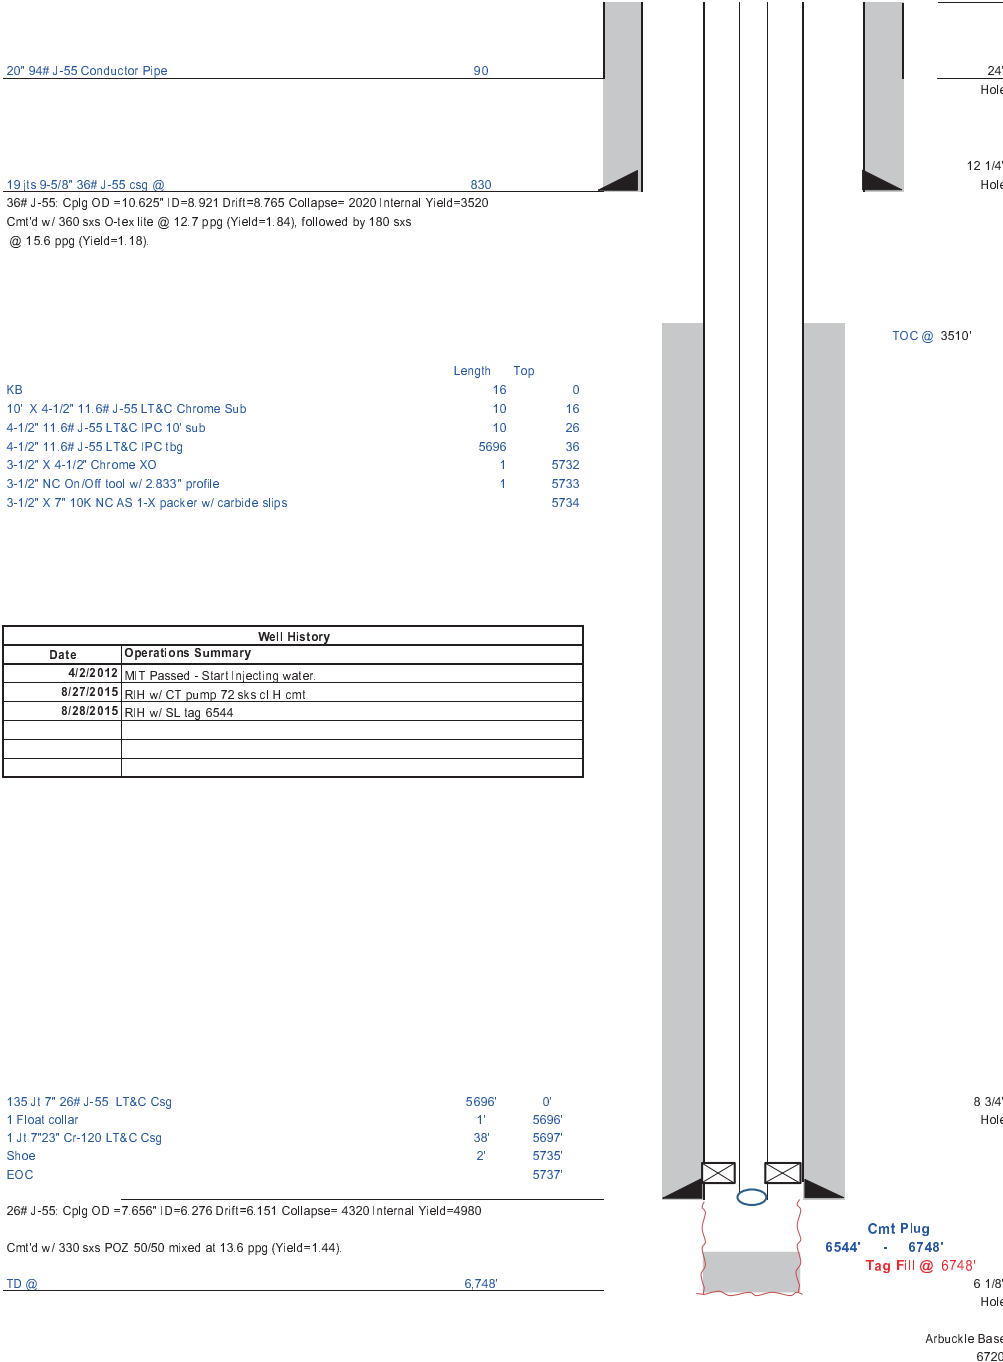 20" 94# J-55 Conductor Pipe 90 24"
Hole
12 1/4"
19 jts 9-5/8" 36# J-55 csg @ 830 Hole
36# J-55: Cplg OD =10.625" ID=8.921 Drift=8.765 Collapse= 2020 Internal Yield=3520
Cmt'd w/ 360 sxs O-tex lite @ 12.7 ppg (Yield=1.84), followed by 180 sxs
@ 15.6 ppg (Yield=1.18).
TOC @ 3510'
Length Top
KB 16 0
10' X 4-1/2" 11.6# J-55 LT&C Chrome Sub 10 16
4-1/2" 11.6# J-55 LT&C IPC 10' sub 10 26
4-1/2" 11.6# J-55 LT&C IPC tbg 5696 36
3-1/2" X 4-1/2" Chrome XO 1 5732
3-1/2" NC On/Off tool w/ 2.833" profile 1 5733
3-1/2" X 7" 10K NC AS 1-X packer w/ carbide slips 5734
Well History
Date Operations Summary
4/2/2012 MIT Passed - Start Injecting water.
8/27/2015 RIH w/ CT pump 72 sks cl H cmt
8/28/2015 RIH w/ SL tag 6544
135 Jt 7" 26# J-55 LT&C Csg 5696' 0' 8 3/4"
1 Float collar 1' 5696' Hole
1 Jt 7"23" Cr-120 LT&C Csg 38' 5697'
Shoe 2' 5735'
EOC 5737'
26# J-55: Cplg OD =7.656" ID=6.276 Drift=6.151 Collapse= 4320 Internal Yield=4980
Cmt Plug
Cmt'd w/ 330 sxs POZ 50/50 mixed at 13.6 ppg (Yield=1.44). 6544' - 6748'
Tag Fill @ 6748'
TD @ 6,748' 6 1/8"
Hole
Arbuckle Base
6720